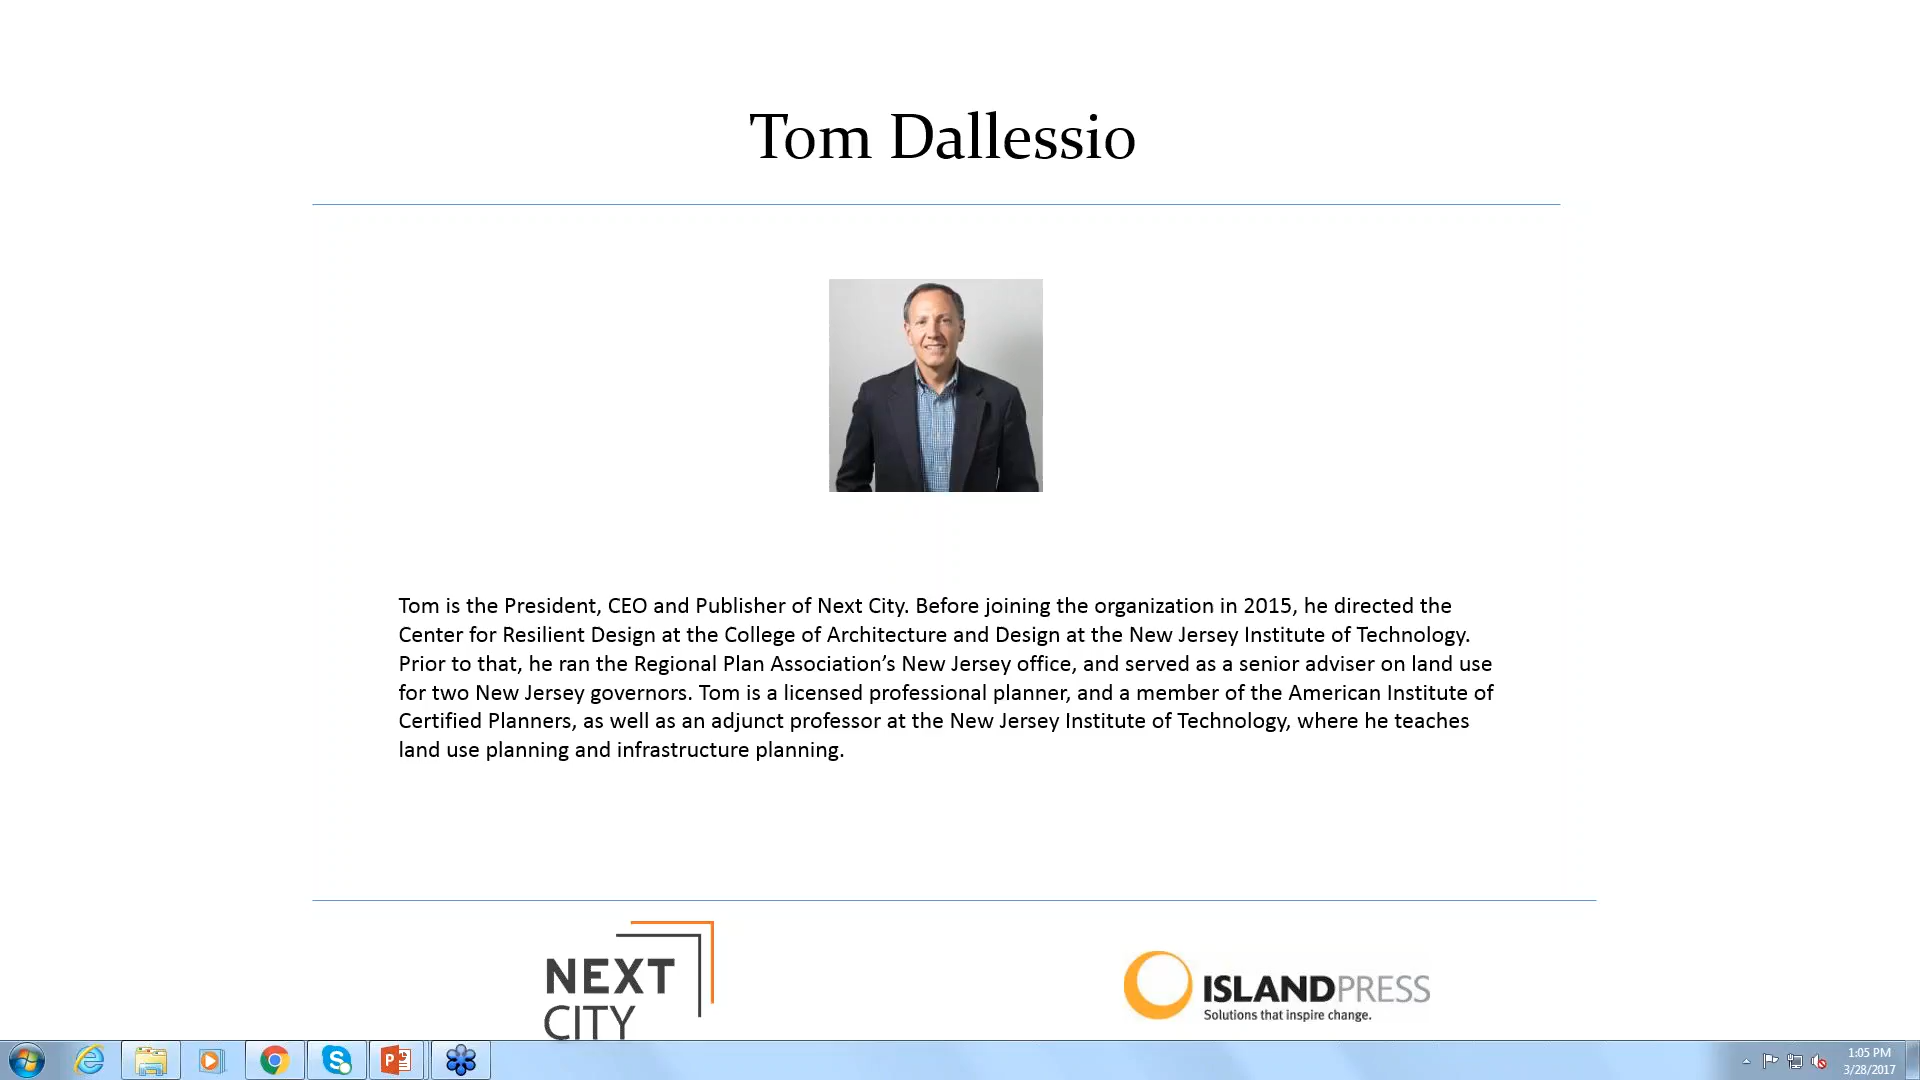 Tom Dallessio
Tom is the President, CEO and Publisher of Next City. Before joining the organization in 2015, he directed the
Center for Resilient Design at the College of Architecture and Design at the New Jersey Institute of Technology.
Prior to that, he ran the Regional Plan Association’s New Jersey office, and served as a senior adviser on land use
for two New Jersey governors. Tom is a licensed professional planner, and a member of the American Institute of
Certified Planners, as well as an adjunct professor at the New Jersey Institute of Technology, where he teaches
land use planning and infrastructure planning.
NEXT
CITY
ISLANDPRESS
Solutions that inspire change.
1:05 PM
3/28/2017